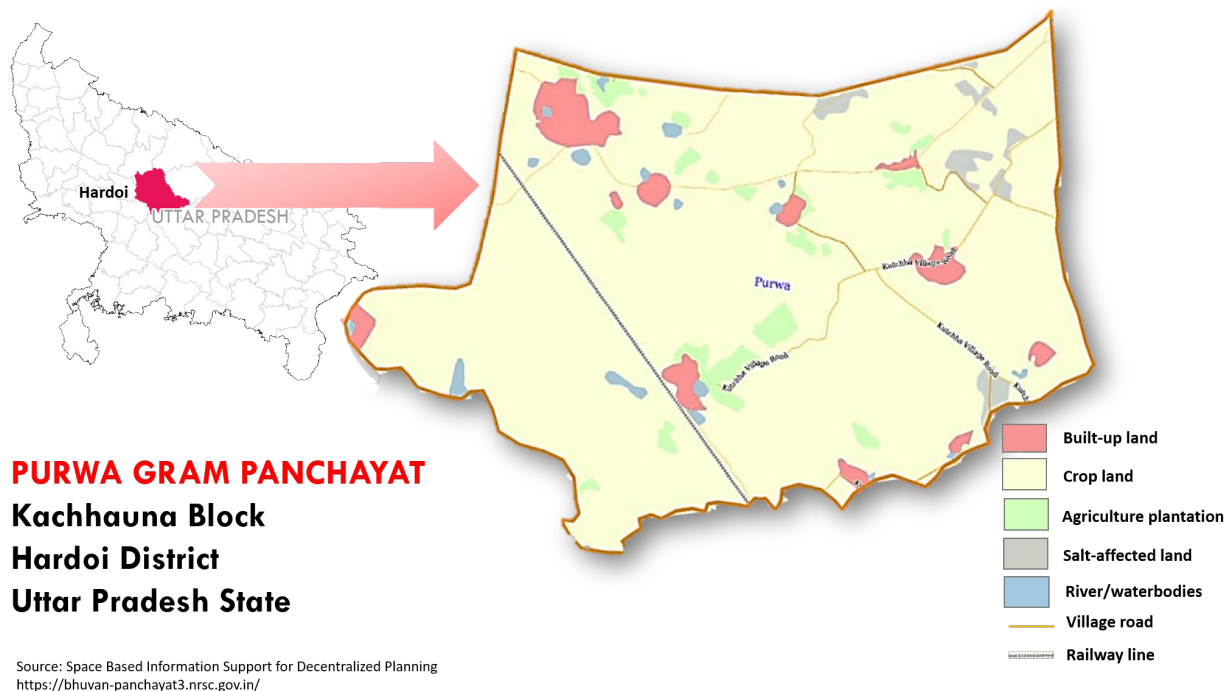 Hardoi
UTTAR PRADESH
Purwa
Kutchha Village Road
Kutchha Village Road
Kutchha Village Road
Kutch
K
PURWA GRAM PANCHAYAT
Kachhauna Block
Hardoi District
Uttar Pradesh State
Built-up land
Crop land
Agriculture plantation
Salt-affected land
River/waterbodies
Village road
Railway line
Source: Space Based Information Support for Decentralized Planning
https://bhuvan-panchayat3.nrsc.gov.in/